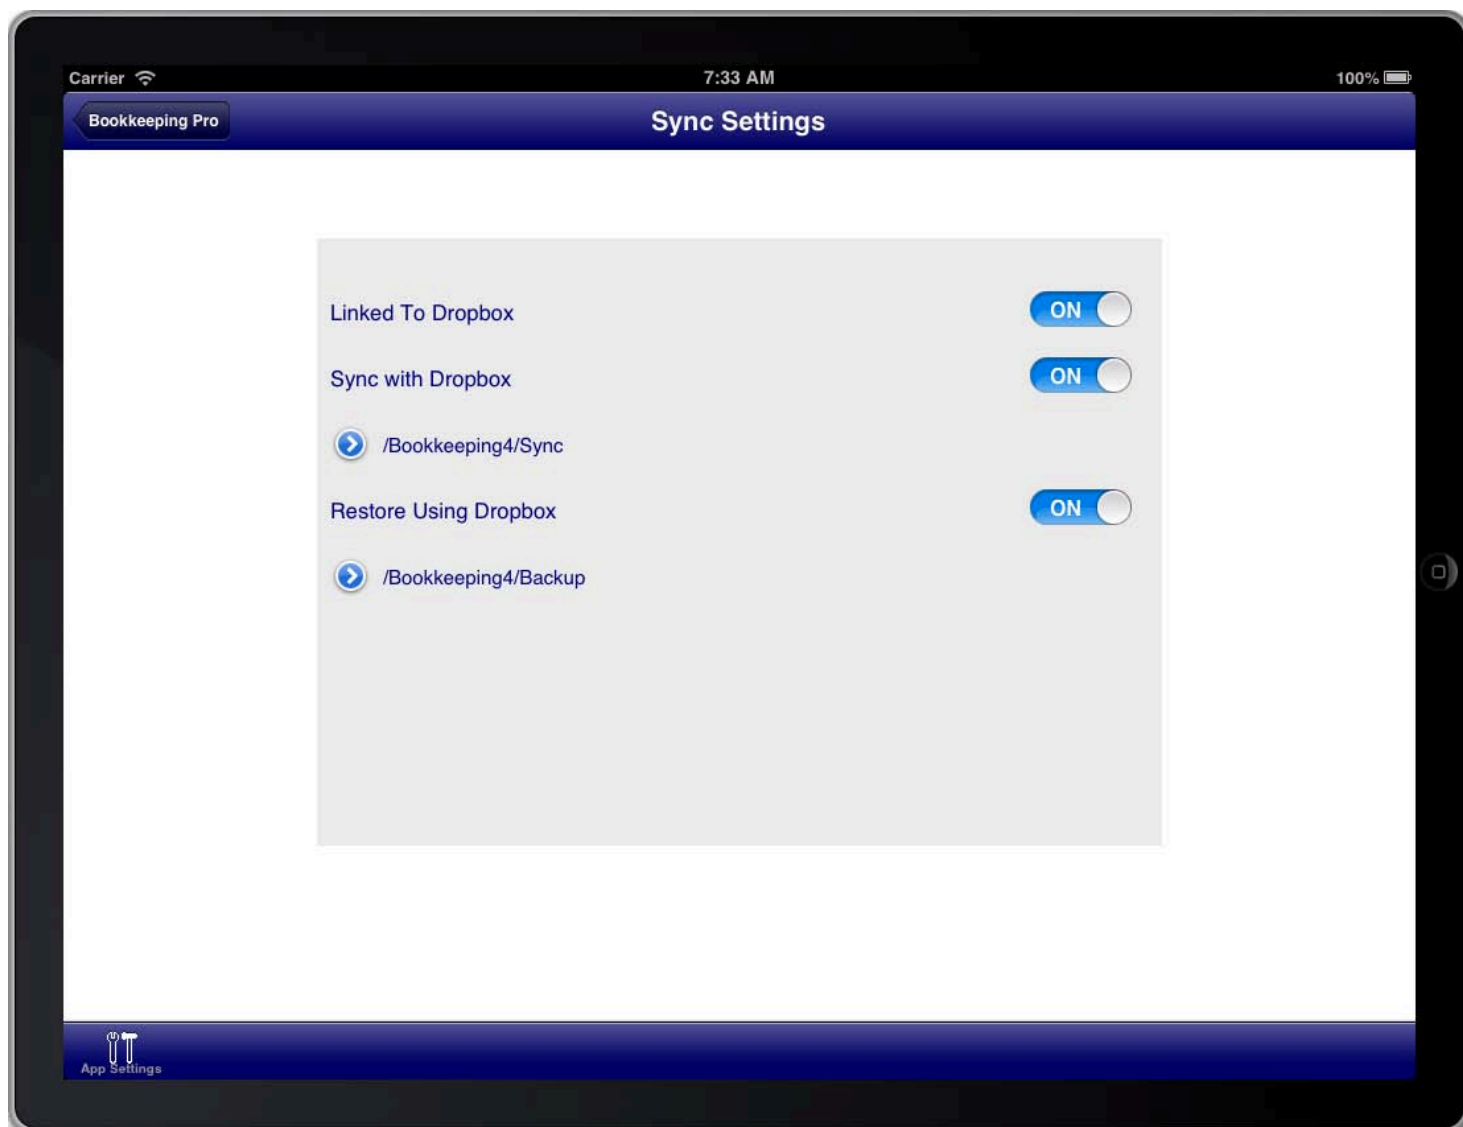 Carrier 7:33 AM 100%
Bookkeeping Pro Sync Settings
Linked To Dropbox ON
Sync with Dropbox ON
/Bookkeeping4/Sync
Restore Using Dropbox ON
/Bookkeeping4/Backup
App Settings